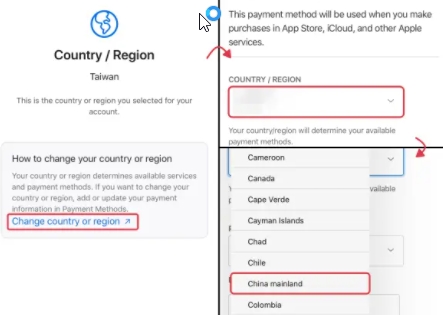 Country / Region
Taiwan
This is the country or region you selected for your
account.
How to change your country or region
Your country or region determines available services
and payment methods. If you want to change your
country or region, add or update your payment
information in Payment Methods.
Change country or region ↗
This payment method will be used when you make
purchases in App Store, iCloud, and other Apple
services.
COUNTRY / REGION
Your country/region will determine your available
payment methods.
Cameroon
Canada
Cape Verde
Cayman Islands
Chad
Chile
China mainland
Colombia